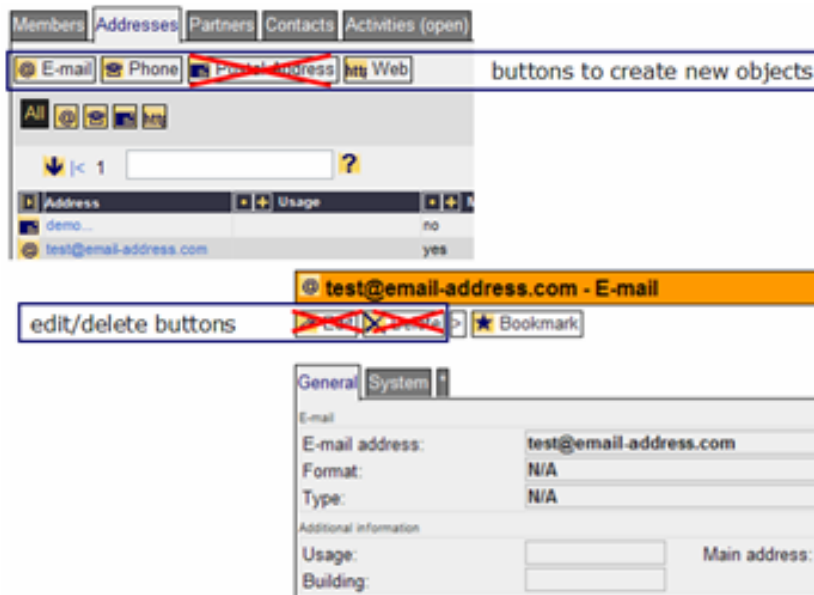 Members Addresses Partners Contacts Activities (open)
@ E-mail Phone Postal Address http Web buttons to create new objects
All @ http
|< 1 ?
Address Usage
demo... no
@ test@email-address.com yes
@ test@email-address.com - E-mail
edit/delete buttons Edit Delete > Bookmark
General System *
E-mail
E-mail address: test@email-address.com
Format: N/A
Type: N/A
Additional information
Usage: Main address:
Building: